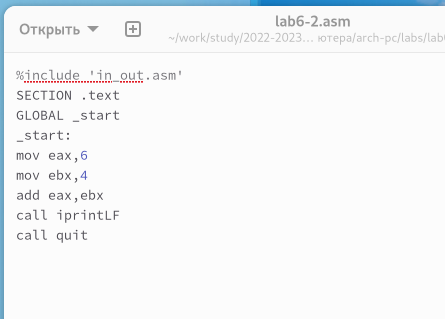 lab6-2.asm
Открыть
~/work/study/2022-2023... ютера/arch-pc/labs/lab
%include 'in_out.asm'
SECTION .text
GLOBAL _start
_start:
mov eax,6
mov ebx,4
add eax,ebx
call iprintLF
call quit